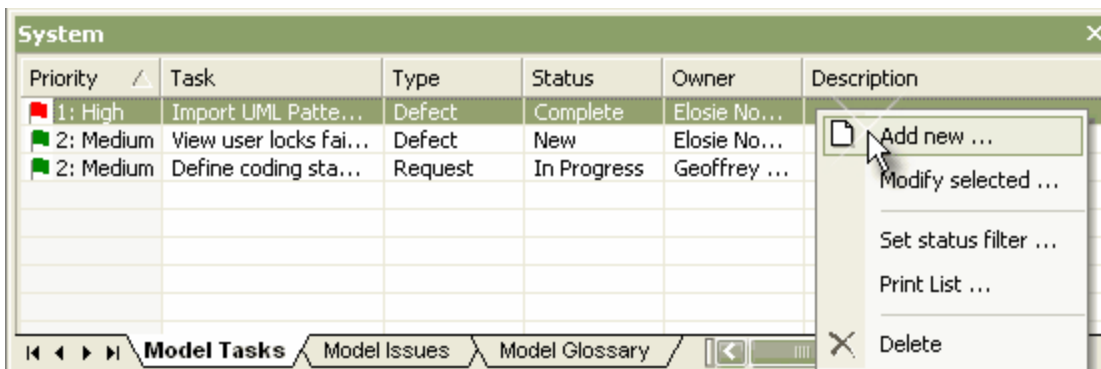 System
Priority Task Type Status Owner Description
1: High Import UML Patte... Defect Complete Elosie No...
2: Medium View user locks fai... Defect New Elosie No...
2: Medium Define coding sta... Request In Progress Geoffrey ...
Add new ...
Modify selected ...
Set status filter ...
Print List ...
Delete
Model Tasks Model Issues Model Glossary